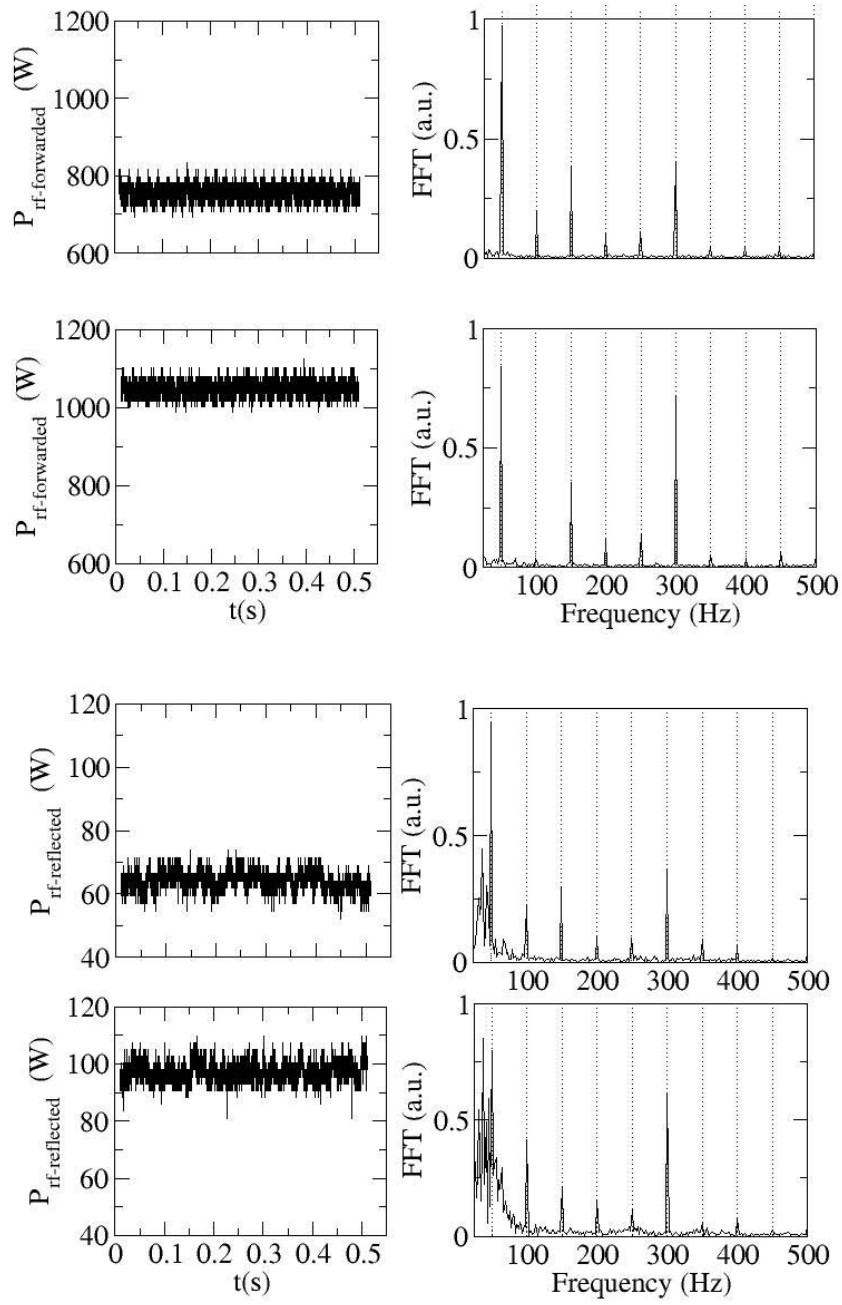 1200
1000
800
600
P_rf-forwarded (W)
1
0.5
0
FFT (a.u.)
1200
1000
800
600
P_rf-forwarded (W)
0 0.1 0.2 0.3 0.4 0.5
t(s)
1
0.5
0
FFT (a.u.)
100 200 300 400 500
Frequency (Hz)
120
100
80
60
40
P_rf-reflected (W)
1
0.5
0
FFT (a.u.)
100 200 300 400 500
120
100
80
60
40
P_rf-reflected (W)
0 0.1 0.2 0.3 0.4 0.5
t(s)
1
0.5
0
FFT (a.u.)
100 200 300 400 500
Frequency (Hz)